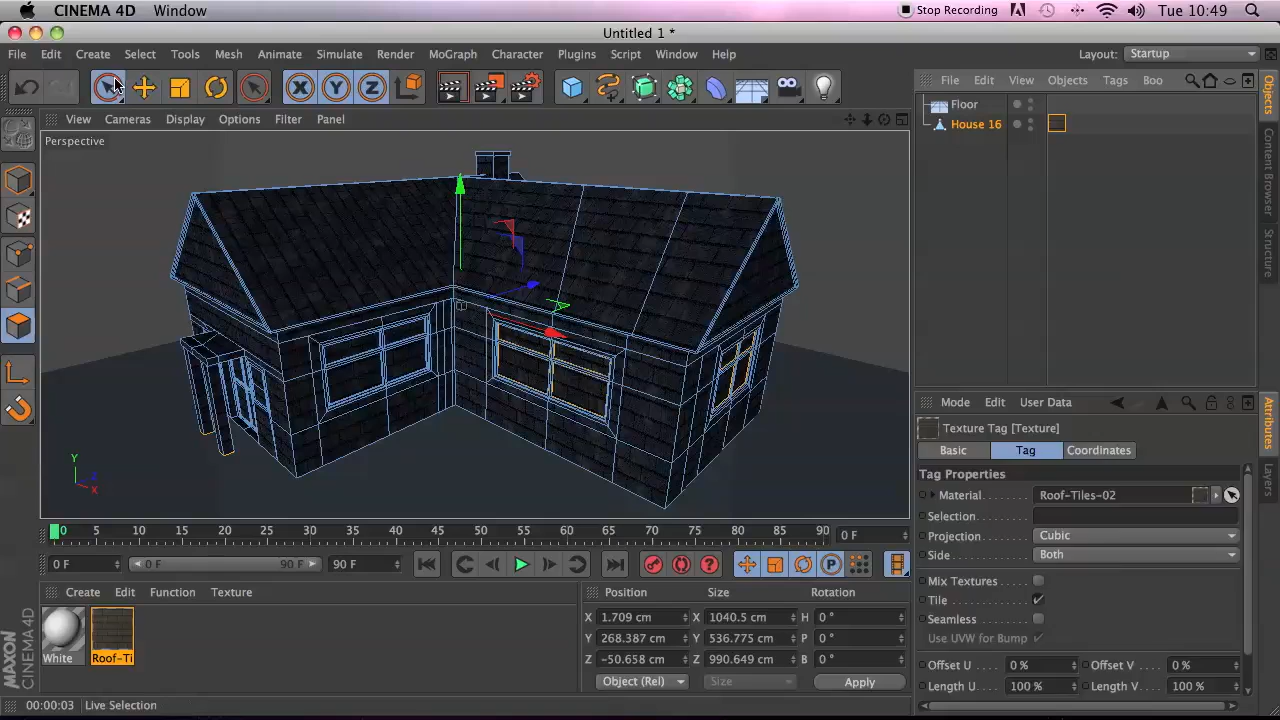 CINEMA 4D Window Stop Recording Tue 10:49
Untitled 1 *
File Edit Create Select Tools Mesh Animate Simulate Render MoGraph Character Plugins Script Window Help Layout: Startup
X Y Z File Edit View Objects Tags Boo
View Cameras Display Options Filter Panel Floor
House 16
Perspective
Objects
Content Browser
Structure
Mode Edit User Data
Texture Tag [Texture]
Basic Tag Coordinates
Tag Properties
Material Roof-Tiles-02
Selection
Projection Cubic
Side Both
Mix Textures
Tile
Seamless
Use UVW for Bump
Offset U 0 % Offset V 0 %
Length U 100 % Length V 100 %
Attributes
Layers
Y
Z
X
0 5 10 15 20 25 30 35 40 45 50 55 60 65 70 75 80 85 90 0 F
0 F 0 F 90 F 90 F P
Create Edit Function Texture
White Roof-Ti
Position Size Rotation
X 1.709 cm X 1040.5 cm H 0 °
Y 268.387 cm Y 536.775 cm P 0 °
Z -50.658 cm Z 990.649 cm B 0 °
Object (Rel) Size Apply
MAXON
CINEMA 4D
00:00:03 Live Selection